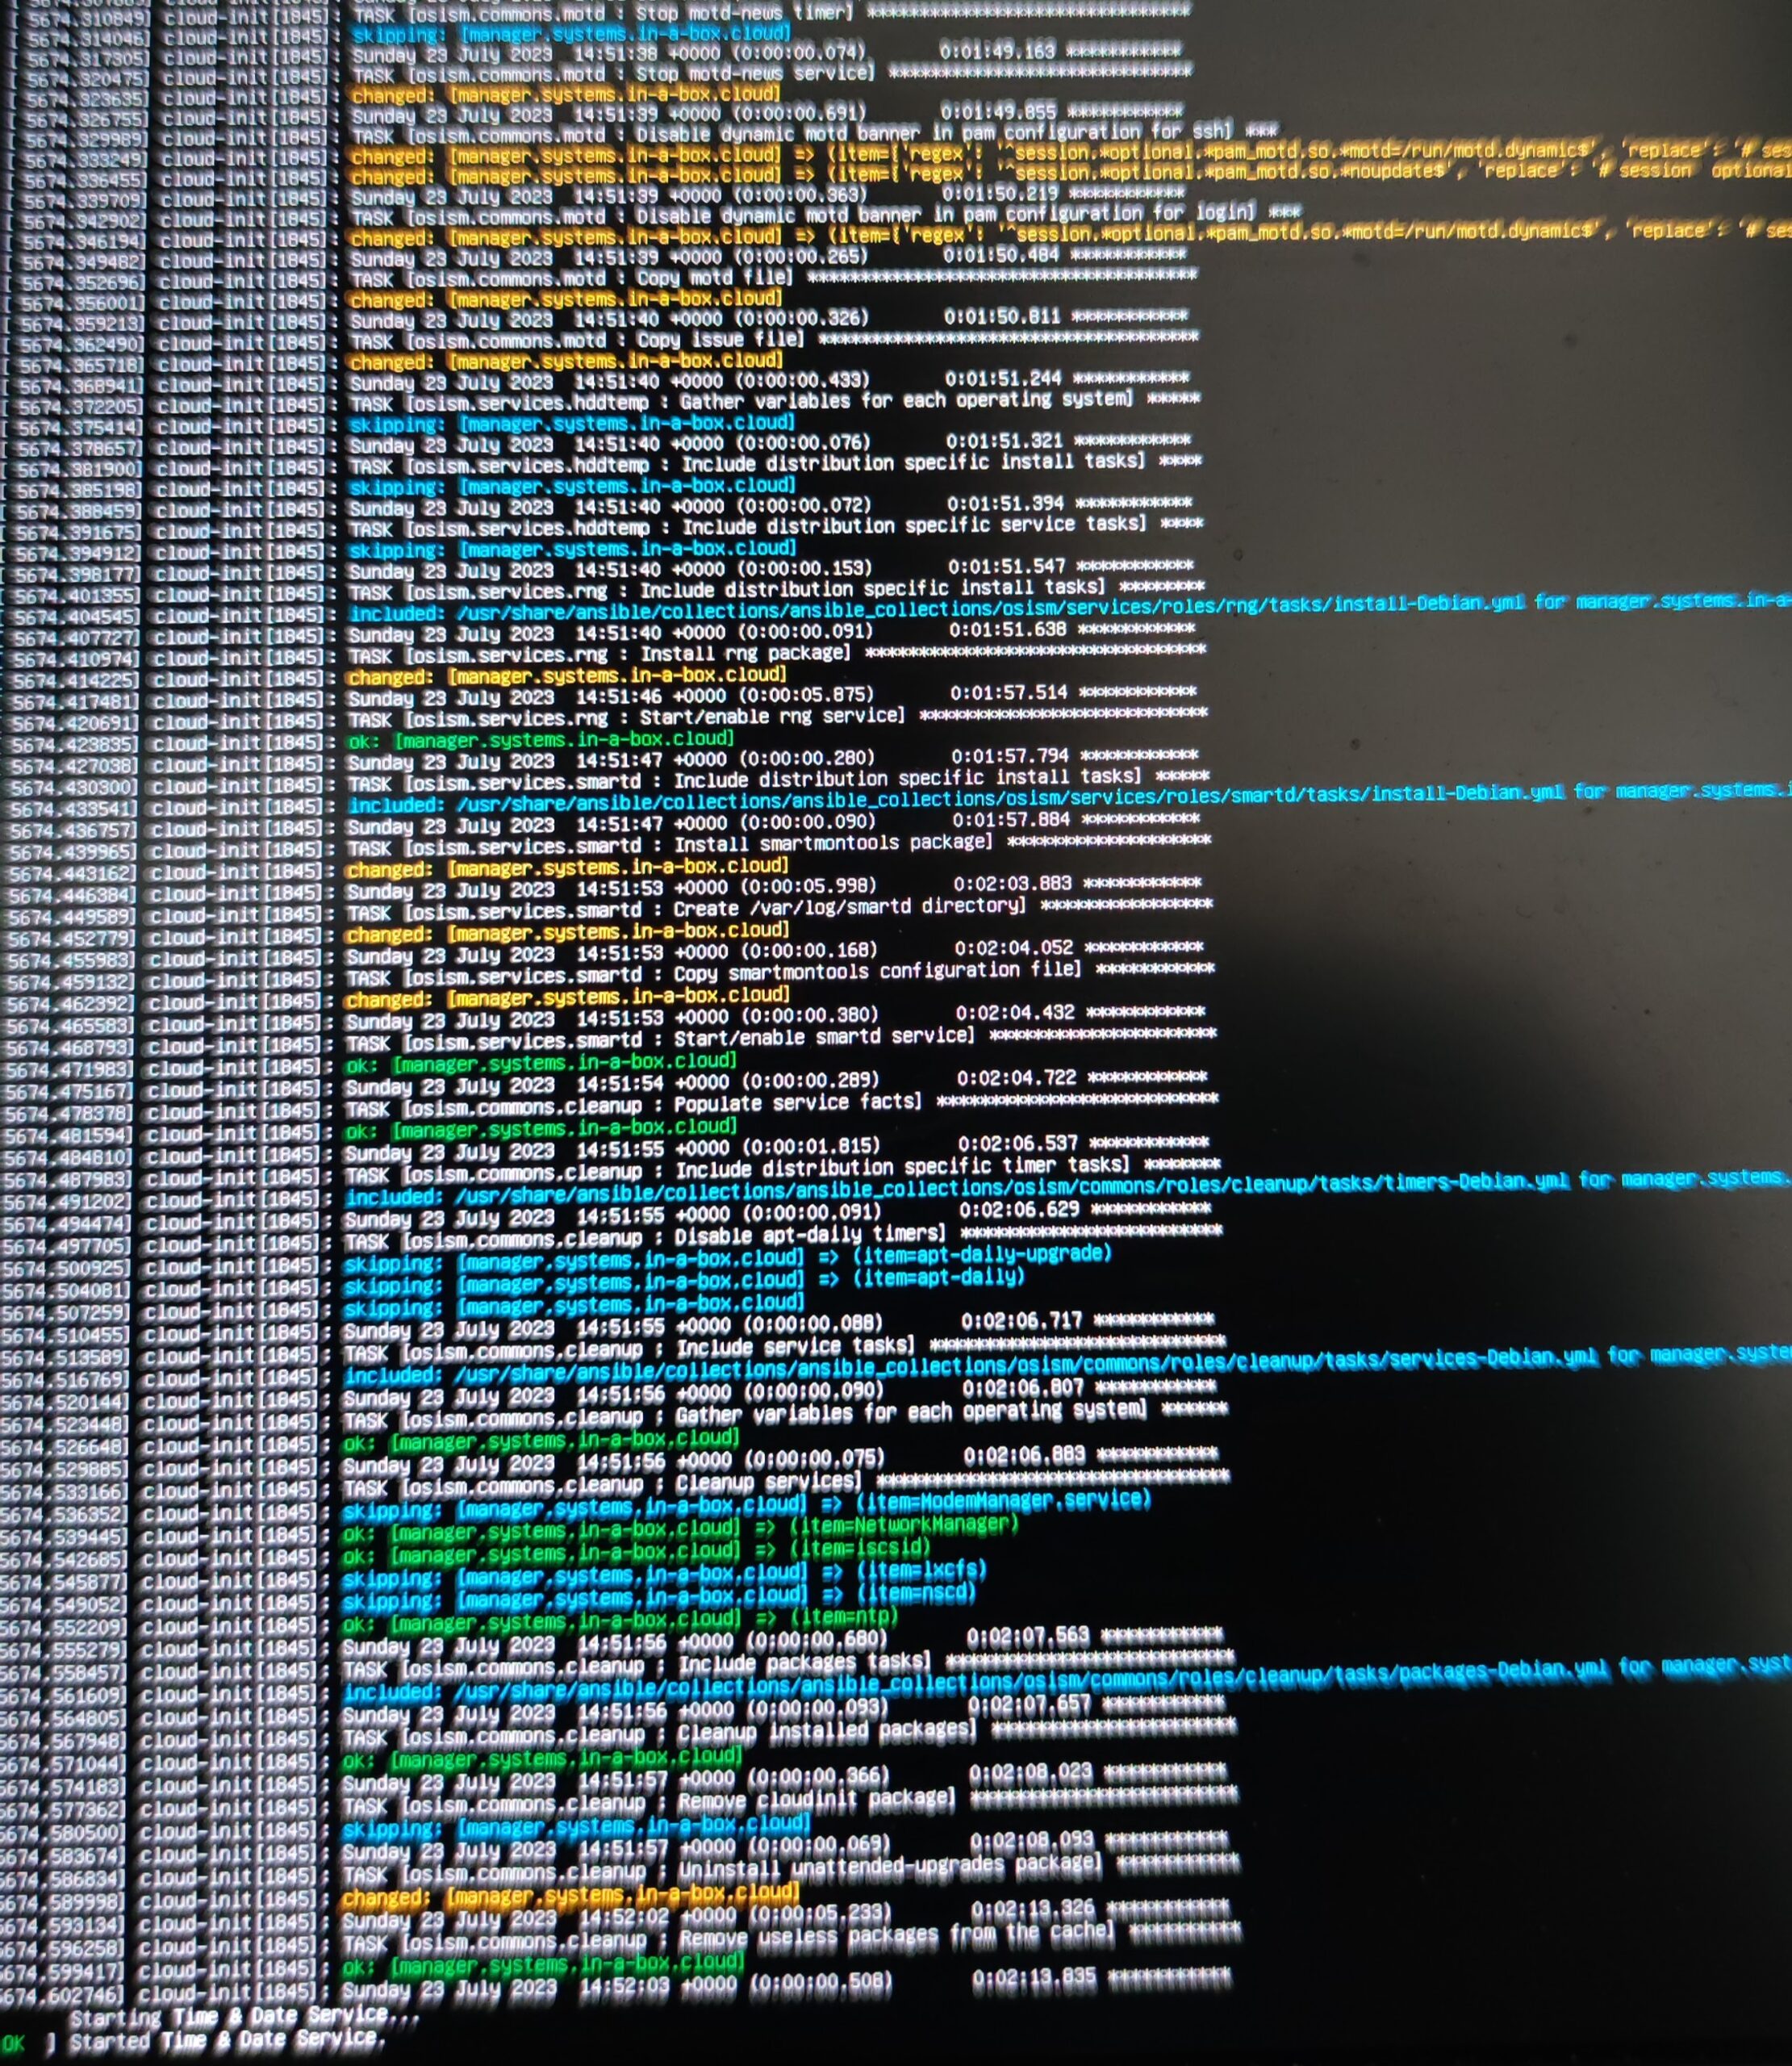 [ 5674.310849] cloud-init[1845]: TASK [osism.commons.motd : Stop motd-news timer] ******************************
[ 5674.314046] cloud-init[1845]: skipping: [manager.systems.in-a-box.cloud]
[ 5674.317305] cloud-init[1845]: Sunday 23 July 2023  14:51:38 +0000 (0:00:00.074)       0:01:49.163 ***********
[ 5674.320475] cloud-init[1845]: TASK [osism.commons.motd : Stop motd-news service] ****************************
[ 5674.323635] cloud-init[1845]: changed: [manager.systems.in-a-box.cloud]
[ 5674.326755] cloud-init[1845]: Sunday 23 July 2023  14:51:39 +0000 (0:00:00.691)       0:01:49.855 ***********
[ 5674.329989] cloud-init[1845]: TASK [osism.commons.motd : Disable dynamic motd banner in pam configuration for ssh] ***
[ 5674.333249] cloud-init[1845]: changed: [manager.systems.in-a-box.cloud] => (item={'regex': '^session.*optional.*pam_motd.so.*motd=/run/motd.dynamic$', 'replace': '# ses
[ 5674.336455] cloud-init[1845]: changed: [manager.systems.in-a-box.cloud] => (item={'regex': '^session.*optional.*pam_motd.so.*noupdate$', 'replace': '# session  optional
[ 5674.339709] cloud-init[1845]: Sunday 23 July 2023  14:51:39 +0000 (0:00:00.363)       0:01:50.219 ***********
[ 5674.342902] cloud-init[1845]: TASK [osism.commons.motd : Disable dynamic motd banner in pam configuration for login] ***
[ 5674.346194] cloud-init[1845]: changed: [manager.systems.in-a-box.cloud] => (item={'regex': '^session.*optional.*pam_motd.so.*motd=/run/motd.dynamic$', 'replace': '# ses
[ 5674.349482] cloud-init[1845]: Sunday 23 July 2023  14:51:39 +0000 (0:00:00.265)       0:01:50.484 ***********
[ 5674.352696] cloud-init[1845]: TASK [osism.commons.motd : Copy motd file] ************************************
[ 5674.356001] cloud-init[1845]: changed: [manager.systems.in-a-box.cloud]
[ 5674.359213] cloud-init[1845]: Sunday 23 July 2023  14:51:40 +0000 (0:00:00.326)       0:01:50.811 ***********
[ 5674.362490] cloud-init[1845]: TASK [osism.commons.motd : Copy issue file] ***********************************
[ 5674.365718] cloud-init[1845]: changed: [manager.systems.in-a-box.cloud]
[ 5674.368941] cloud-init[1845]: Sunday 23 July 2023  14:51:40 +0000 (0:00:00.433)       0:01:51.244 ***********
[ 5674.372205] cloud-init[1845]: TASK [osism.services.hddtemp : Gather variables for each operating system] *****
[ 5674.375414] cloud-init[1845]: skipping: [manager.systems.in-a-box.cloud]
[ 5674.378657] cloud-init[1845]: Sunday 23 July 2023  14:51:40 +0000 (0:00:00.076)       0:01:51.321 ***********
[ 5674.381900] cloud-init[1845]: TASK [osism.services.hddtemp : Include distribution specific install tasks] ****
[ 5674.385198] cloud-init[1845]: skipping: [manager.systems.in-a-box.cloud]
[ 5674.388459] cloud-init[1845]: Sunday 23 July 2023  14:51:40 +0000 (0:00:00.072)       0:01:51.394 ***********
[ 5674.391675] cloud-init[1845]: TASK [osism.services.hddtemp : Include distribution specific service tasks] ****
[ 5674.394912] cloud-init[1845]: skipping: [manager.systems.in-a-box.cloud]
[ 5674.398177] cloud-init[1845]: Sunday 23 July 2023  14:51:40 +0000 (0:00:00.153)       0:01:51.547 ***********
[ 5674.401355] cloud-init[1845]: TASK [osism.services.rng : Include distribution specific install tasks] ********
5674.404545] cloud-init[1845]: included: /usr/share/ansible/collections/ansible_collections/osism/services/roles/rng/tasks/install-Debian.yml for manager.systems.in-a
5674.407727] cloud-init[1845]: Sunday 23 July 2023  14:51:40 +0000 (0:00:00.091)       0:01:51.638 ***********
5674.410974] cloud-init[1845]: TASK [osism.services.rng : Install rng package] ********************************
5674.414225] cloud-init[1845]: changed: [manager.systems.in-a-box.cloud]
5674.417481] cloud-init[1845]: Sunday 23 July 2023  14:51:46 +0000 (0:00:05.875)       0:01:57.514 ***********
5674.420691] cloud-init[1845]: TASK [osism.services.rng : Start/enable rng service] ***************************
5674.423835] cloud-init[1845]: ok: [manager.systems.in-a-box.cloud]
5674.427038] cloud-init[1845]: Sunday 23 July 2023  14:51:47 +0000 (0:00:00.280)       0:01:57.794 ***********
5674.430300] cloud-init[1845]: TASK [osism.services.smartd : Include distribution specific install tasks] *****
5674.433541] cloud-init[1845]: included: /usr/share/ansible/collections/ansible_collections/osism/services/roles/smartd/tasks/install-Debian.yml for manager.systems.i
5674.436757] cloud-init[1845]: Sunday 23 July 2023  14:51:47 +0000 (0:00:00.090)       0:01:57.884 ***********
5674.439965] cloud-init[1845]: TASK [osism.services.smartd : Install smartmontools package] *******************
5674.443162] cloud-init[1845]: changed: [manager.systems.in-a-box.cloud]
5674.446384] cloud-init[1845]: Sunday 23 July 2023  14:51:53 +0000 (0:00:05.998)       0:02:03.883 ***********
5674.449589] cloud-init[1845]: TASK [osism.services.smartd : Create /var/log/smartd directory] ****************
5674.452779] cloud-init[1845]: changed: [manager.systems.in-a-box.cloud]
5674.455983] cloud-init[1845]: Sunday 23 July 2023  14:51:53 +0000 (0:00:00.168)       0:02:04.052 ***********
5674.459132] cloud-init[1845]: TASK [osism.services.smartd : Copy smartmontools configuration file] ***********
5674.462392] cloud-init[1845]: changed: [manager.systems.in-a-box.cloud]
5674.465583] cloud-init[1845]: Sunday 23 July 2023  14:51:53 +0000 (0:00:00.380)       0:02:04.432 ***********
5674.468793] cloud-init[1845]: TASK [osism.services.smartd : Start/enable smartd service] *********************
5674.471983] cloud-init[1845]: ok: [manager.systems.in-a-box.cloud]
5674.475167] cloud-init[1845]: Sunday 23 July 2023  14:51:54 +0000 (0:00:00.289)       0:02:04.722 ***********
5674.478378] cloud-init[1845]: TASK [osism.commons.cleanup : Populate service facts] **************************
5674.481594] cloud-init[1845]: ok: [manager.systems.in-a-box.cloud]
5674.484810] cloud-init[1845]: Sunday 23 July 2023  14:51:55 +0000 (0:00:01.815)       0:02:06.537 ***********
5674.487983] cloud-init[1845]: TASK [osism.commons.cleanup : Include distribution specific timer tasks] *******
5674.491202] cloud-init[1845]: included: /usr/share/ansible/collections/ansible_collections/osism/commons/roles/cleanup/tasks/timers-Debian.yml for manager.systems.
5674.494474] cloud-init[1845]: Sunday 23 July 2023  14:51:55 +0000 (0:00:00.091)       0:02:06.629 ***********
5674.497705] cloud-init[1845]: TASK [osism.commons.cleanup : Disable apt-daily timers] ************************
5674.500925] cloud-init[1845]: skipping: [manager.systems.in-a-box.cloud] => (item=apt-daily-upgrade)
5674.504081] cloud-init[1845]: skipping: [manager.systems.in-a-box.cloud] => (item=apt-daily)
5674.507259] cloud-init[1845]: skipping: [manager.systems.in-a-box.cloud]
5674.510455] cloud-init[1845]: Sunday 23 July 2023  14:51:55 +0000 (0:00:00.088)       0:02:06.717 ***********
5674.513589] cloud-init[1845]: TASK [osism.commons.cleanup : Include service tasks] ***************************
5674.516769] cloud-init[1845]: included: /usr/share/ansible/collections/ansible_collections/osism/commons/roles/cleanup/tasks/services-Debian.yml for manager.syste
5674.520144] cloud-init[1845]: Sunday 23 July 2023  14:51:56 +0000 (0:00:00.090)       0:02:06.807 ***********
5674.523448] cloud-init[1845]: TASK [osism.commons.cleanup : Gather variables for each operating system] ******
5674.526648] cloud-init[1845]: ok: [manager.systems.in-a-box.cloud]
5674.529885] cloud-init[1845]: Sunday 23 July 2023  14:51:56 +0000 (0:00:00.075)       0:02:06.883 ***********
5674.533166] cloud-init[1845]: TASK [osism.commons.cleanup : Cleanup services] ********************************
5674.536352] cloud-init[1845]: skipping: [manager.systems.in-a-box.cloud] => (item=ModemManager.service)
5674.539445] cloud-init[1845]: ok: [manager.systems.in-a-box.cloud] => (item=NetworkManager)
5674.542685] cloud-init[1845]: ok: [manager.systems.in-a-box.cloud] => (item=iscsid)
5674.545877] cloud-init[1845]: skipping: [manager.systems.in-a-box.cloud] => (item=lxcfs)
5674.549052] cloud-init[1845]: skipping: [manager.systems.in-a-box.cloud] => (item=nscd)
5674.552209] cloud-init[1845]: ok: [manager.systems.in-a-box.cloud] => (item=ntp)
5674.555279] cloud-init[1845]: Sunday 23 July 2023  14:51:56 +0000 (0:00:00.680)       0:02:07.563 ***********
5674.558457] cloud-init[1845]: TASK [osism.commons.cleanup : Include packages tasks] **************************
5674.561609] cloud-init[1845]: included: /usr/share/ansible/collections/ansible_collections/osism/commons/roles/cleanup/tasks/packages-Debian.yml for manager.syst
5674.564805] cloud-init[1845]: Sunday 23 July 2023  14:51:56 +0000 (0:00:00.093)       0:02:07.657 ***********
5674.567948] cloud-init[1845]: TASK [osism.commons.cleanup : Cleanup installed packages] **********************
5674.571044] cloud-init[1845]: ok: [manager.systems.in-a-box.cloud]
5674.574183] cloud-init[1845]: Sunday 23 July 2023  14:51:57 +0000 (0:00:00.366)       0:02:08.023 ***********
5674.577362] cloud-init[1845]: TASK [osism.commons.cleanup : Remove cloudinit package] ************************
674.580500] cloud-init[1845]: skipping: [manager.systems.in-a-box.cloud]
674.583674] cloud-init[1845]: Sunday 23 July 2023  14:51:57 +0000 (0:00:00.069)       0:02:08.093 ***********
674.586834] cloud-init[1845]: TASK [osism.commons.cleanup : Uninstall unattended-upgrades package] ***********
674.589998] cloud-init[1845]: changed: [manager.systems.in-a-box.cloud]
674.593134] cloud-init[1845]: Sunday 23 July 2023  14:52:02 +0000 (0:00:05.233)       0:02:13.326 ***********
674.596258] cloud-init[1845]: TASK [osism.commons.cleanup : Remove useless packages from the cache] **********
674.599417] cloud-init[1845]: ok: [manager.systems.in-a-box.cloud]
674.602746] cloud-init[1845]: Sunday 23 July 2023  14:52:03 +0000 (0:00:00.508)       0:02:13.835 ***********
Starting Time & Date Service...
OK ] Started Time & Date Service.